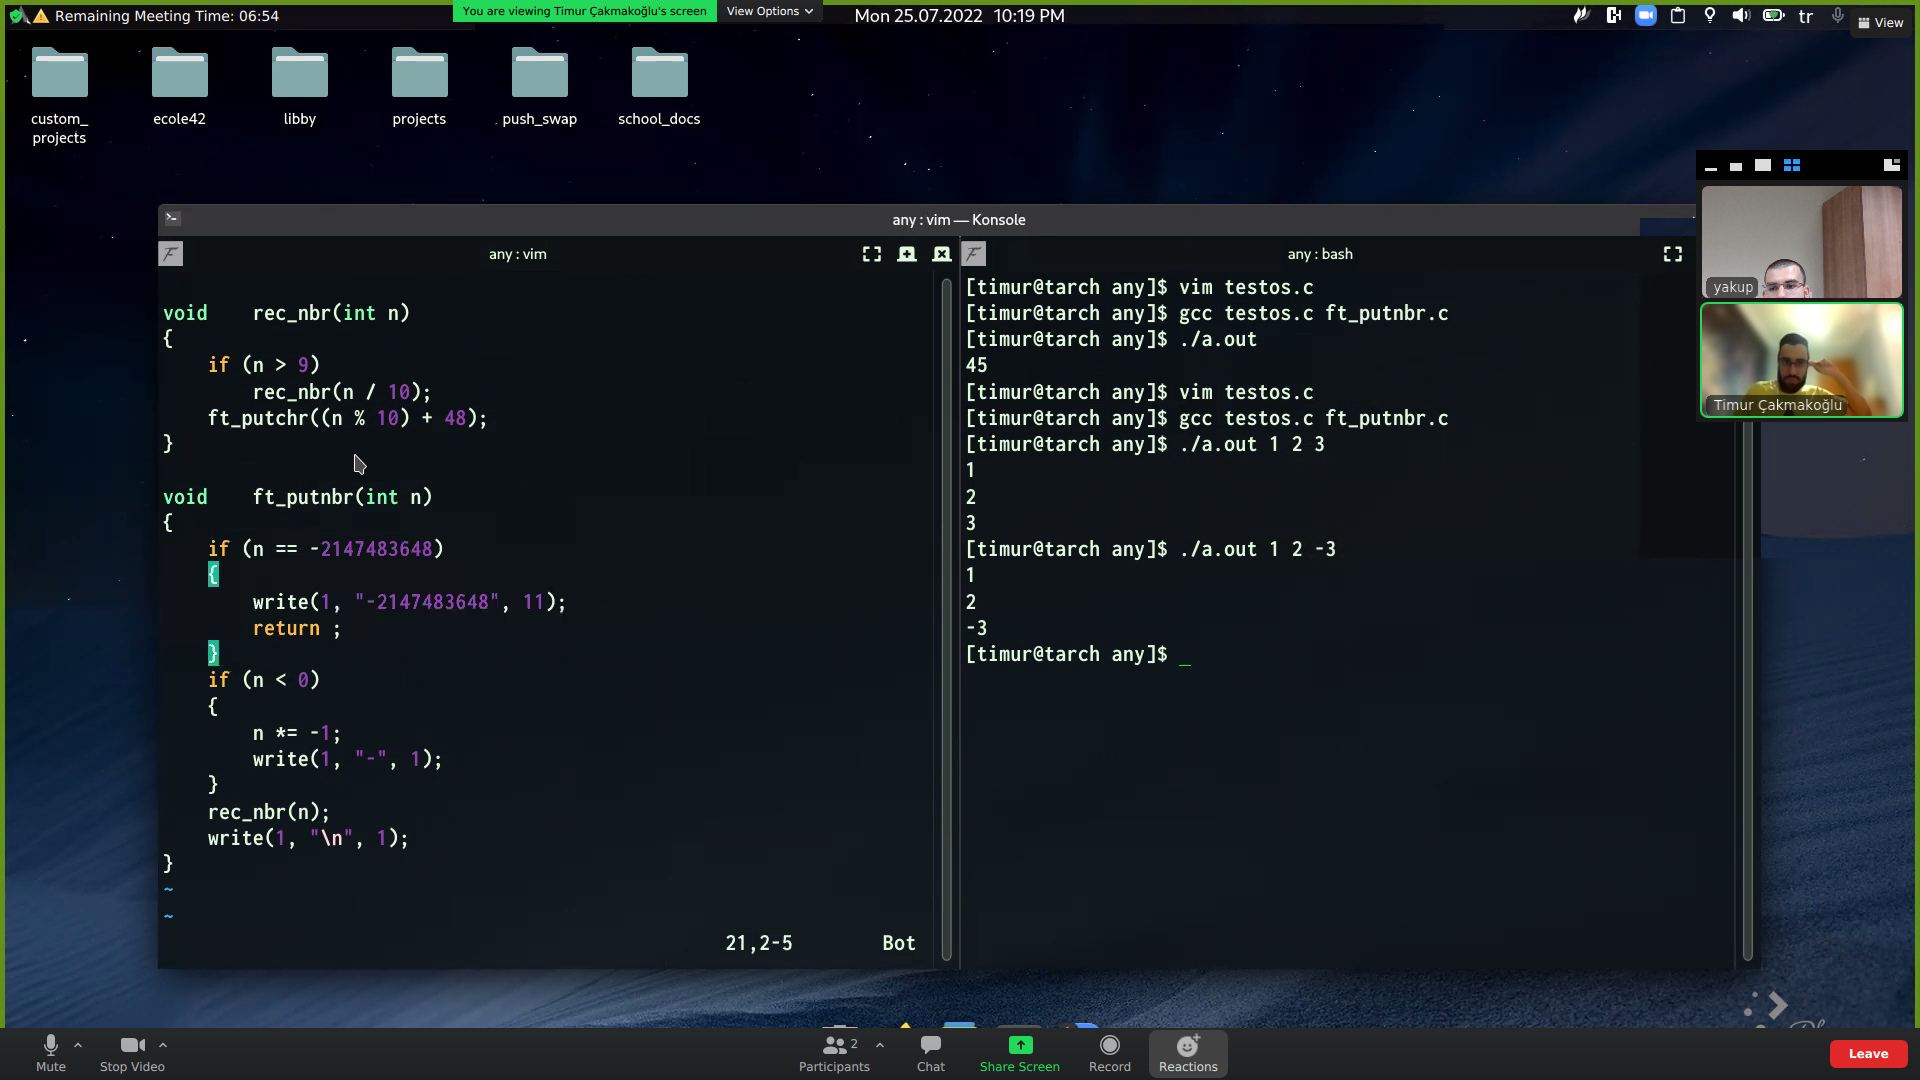 Remaining Meeting Time: 06:54
You are viewing Timur Çakmakoğlu's screen
View Options
Mon 25.07.2022 10:19 PM
tr
View
custom_
projects
ecole42
libby
projects
push_swap
school_docs
any : vim — Konsole
any : vim
any : bash
void rec_nbr(int n)
{
if (n > 9)
rec_nbr(n / 10);
ft_putchr((n % 10) + 48);
}
void ft_putnbr(int n)
{
if (n == -2147483648)
{
write(1, "-2147483648", 11);
return ;
}
if (n < 0)
{
n *= -1;
write(1, "-", 1);
}
rec_nbr(n);
write(1, "\n", 1);
}
~
~
21,2-5 Bot
[timur@tarch any]$ vim testos.c
[timur@tarch any]$ gcc testos.c ft_putnbr.c
[timur@tarch any]$ ./a.out
45
[timur@tarch any]$ vim testos.c
[timur@tarch any]$ gcc testos.c ft_putnbr.c
[timur@tarch any]$ ./a.out 1 2 3
1
2
3
[timur@tarch any]$ ./a.out 1 2 -3
1
2
-3
[timur@tarch any]$ _
yakup
Timur Çakmakoğlu
Mute
Stop Video
Participants 2
Chat
Share Screen
Record
Reactions
Leave